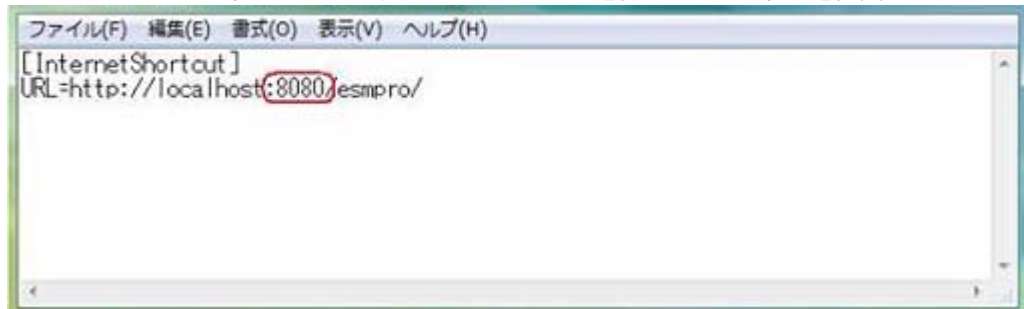 ファイル(F) 編集(E) 書式(O) 表示(V) ヘルプ(H)
[InternetShortcut]
URL=http://localhost:8080/esmpro/